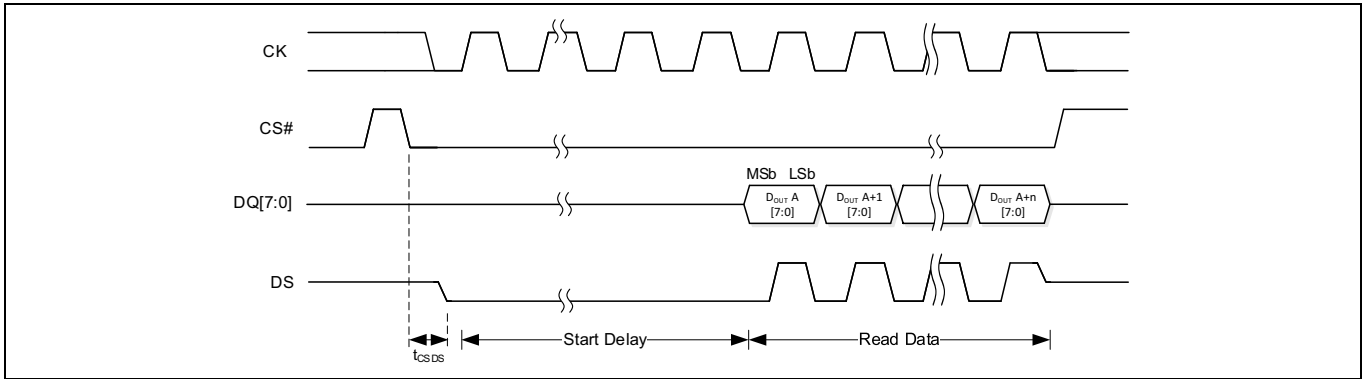 CK
CS#
MSb LSb
DQ[7:0]
DOUT A
[7:0]
DOUT A+1
[7:0]
DOUT A+n
[7:0]
DS
tCSDS
Start Delay
Read Data